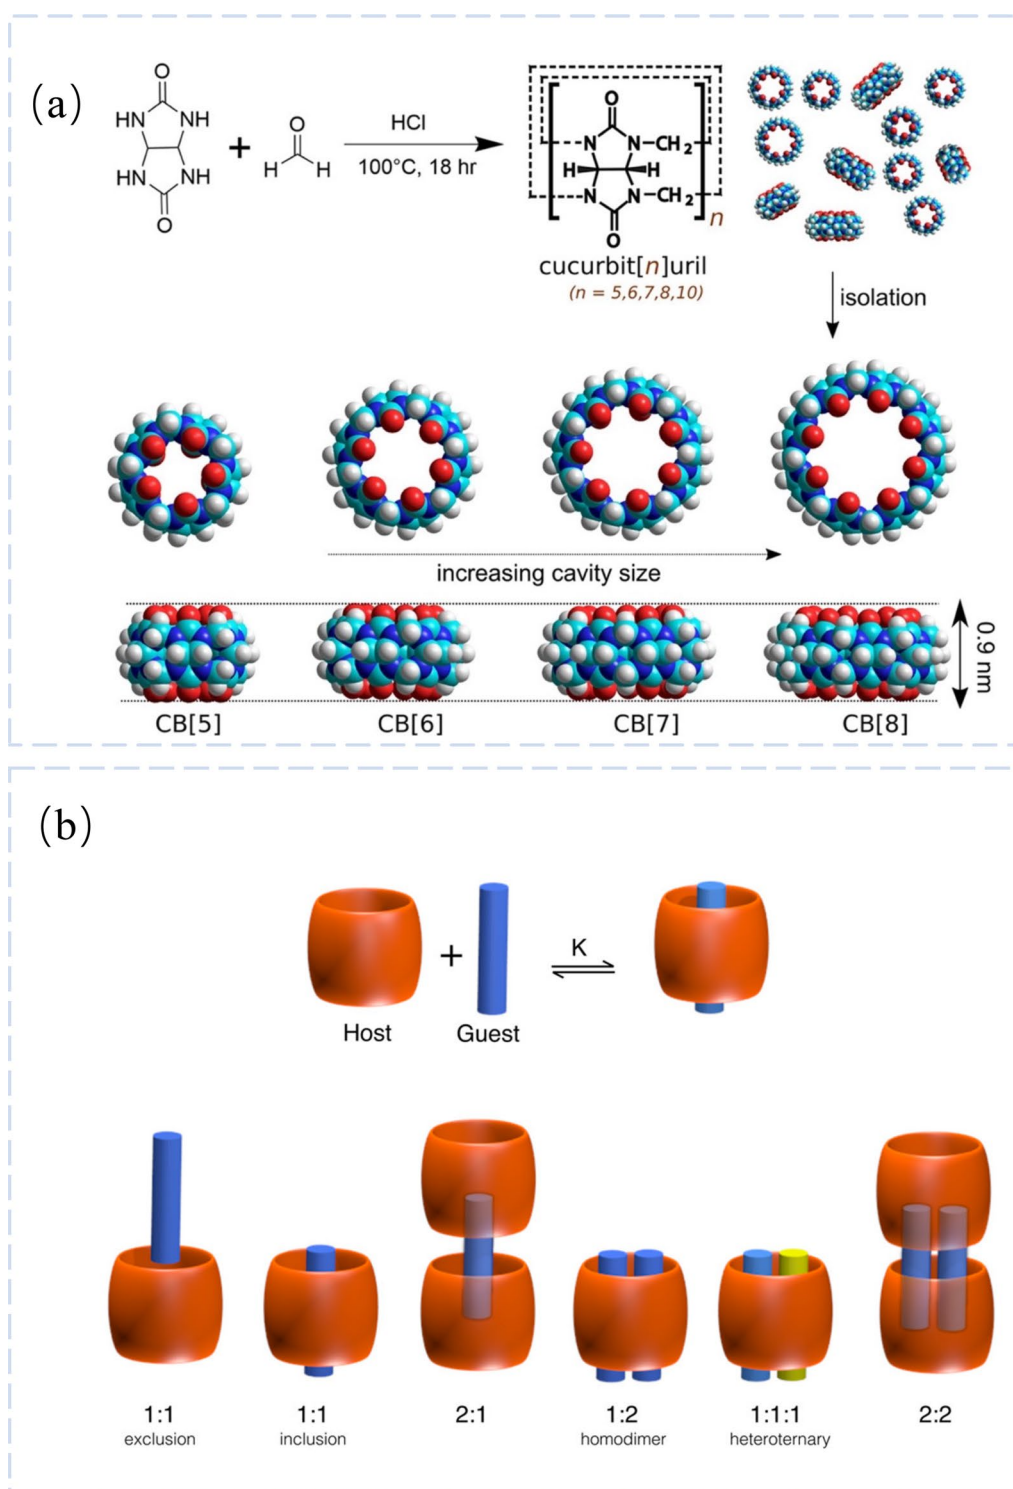 (a)
O
HN
NH
HN
NH
O
+
O
H
H
HCl
100°C, 18 hr
O
N
N–CH₂
H
H
N
N–CH₂
O
n
cucurbit[n]uril
(n = 5,6,7,8,10)
isolation
increasing cavity size
0.9 nm
CB[5]
CB[6]
CB[7]
CB[8]
(b)
+
K
Host
Guest
1:1
exclusion
1:1
inclusion
2:1
1:2
homodimer
1:1:1
heteroternary
2:2